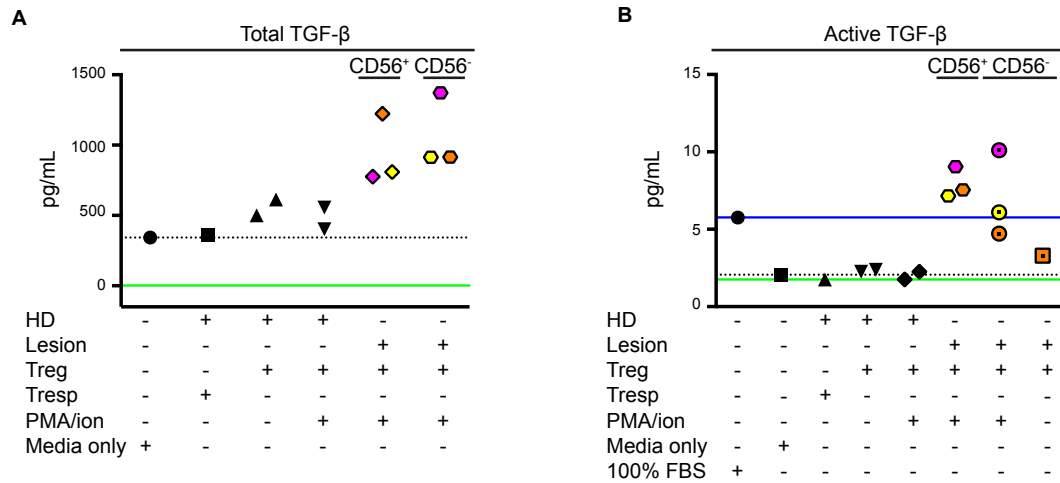 A
Total TGF-β
CD56⁺ CD56⁻
pg/mL
1500
1000
500
0
HD - + + + - -
Lesion - - - - + +
Treg - - + + + +
Tresp - + - - - -
PMA/ion - - - + + +
Media only + - - - - -
B
Active TGF-β
CD56⁺ CD56⁻
pg/mL
15
10
5
0
HD - - + + + - - -
Lesion - - - - - + + +
Treg - - - + + + + +
Tresp - - + - - - - -
PMA/ion - - - - + + + -
Media only - + - - - - - -
100% FBS + - - - - - - -